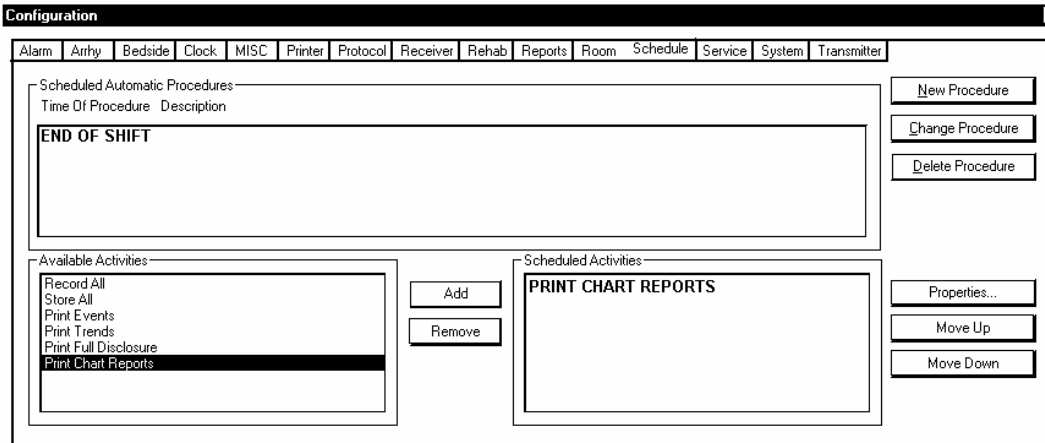 Configuration
Alarm Arrhy Bedside Clock MISC Printer Protocol Receiver Rehab Reports Room Schedule Service System Transmitter
Scheduled Automatic Procedures
Time Of Procedure Description
END OF SHIFT
New Procedure
Change Procedure
Delete Procedure
Available Activities
Record All
Store All
Print Events
Print Trends
Print Full Disclosure
Print Chart Reports
Add
Remove
Scheduled Activities
PRINT CHART REPORTS
Properties...
Move Up
Move Down